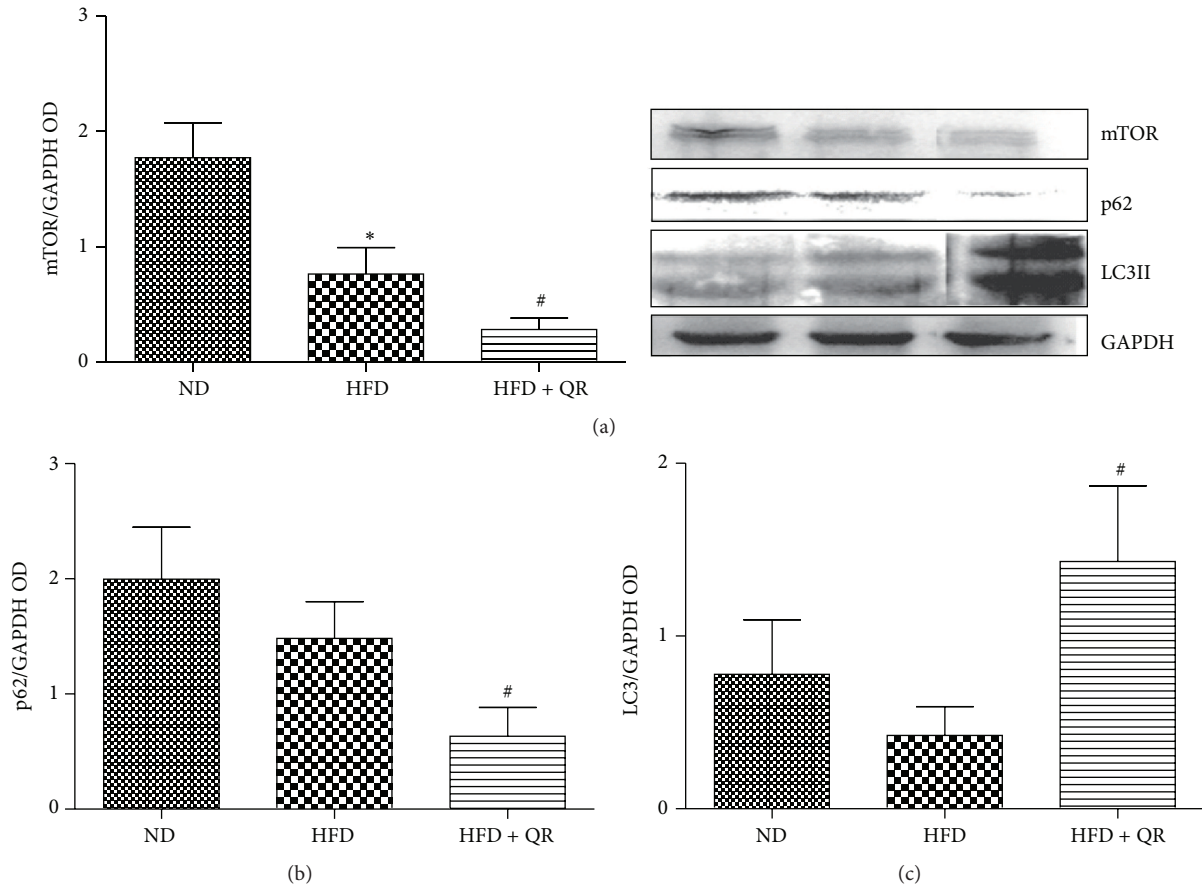 3
2
1
0
mTOR/GAPDH OD
*
#
ND
HFD
HFD + QR
mTOR
p62
LC3II
GAPDH
(a)
3
2
1
0
p62/GAPDH OD
#
ND
HFD
HFD + QR
(b)
2
1
0
LC3/GAPDH OD
#
ND
HFD
HFD + QR
(c)